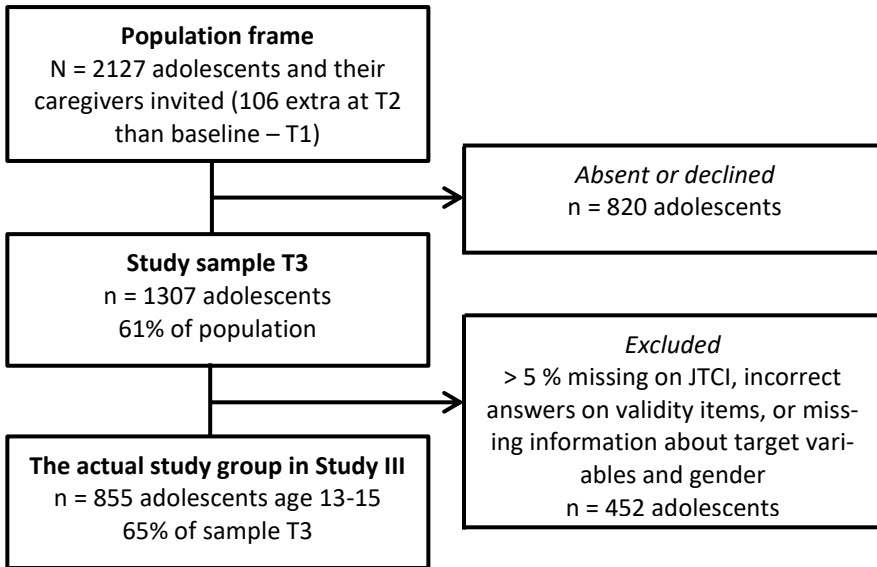 Population frame
N = 2127 adolescents and their
caregivers invited (106 extra at T2
than baseline – T1)
Absent or declined
n = 820 adolescents
Study sample T3
n = 1307 adolescents
61% of population
Excluded
> 5 % missing on JTCI, incorrect
answers on validity items, or miss-
ing information about target vari-
ables and gender
n = 452 adolescents
The actual study group in Study III
n = 855 adolescents age 13-15
65% of sample T3